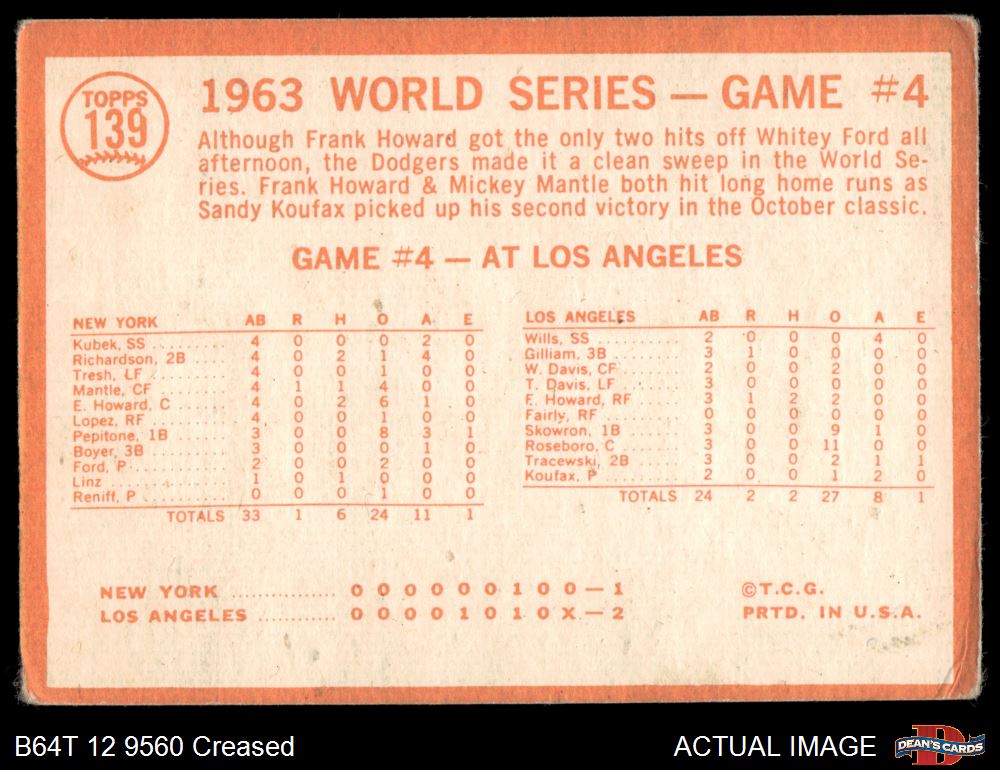 TOPPS
139
1963 WORLD SERIES — GAME #4
Although Frank Howard got the only two hits off Whitey Ford all
afternoon, the Dodgers made it a clean sweep in the World Se-
ries. Frank Howard & Mickey Mantle both hit long home runs as
Sandy Koufax picked up his second victory in the October classic.
GAME #4 — AT LOS ANGELES
NEW YORK AB R H O A E
Kubek, SS ......... 4 0 0 0 2 0
Richardson, 2B ..... 4 0 2 1 4 0
Tresh, LF .......... 4 0 0 1 0 0
Mantle, CF ......... 4 1 1 4 0 0
E. Howard, C ....... 4 0 2 6 1 0
Lopez, RF .......... 4 0 0 1 0 0
Pepitone, 1B ....... 3 0 0 8 3 1
Boyer, 3B .......... 3 0 0 0 1 0
Ford, P ............ 2 0 0 2 0 0
Linz ............... 1 0 1 0 0 0
Reniff, P .......... 0 0 0 1 0 0
TOTALS 33 1 6 24 11 1
LOS ANGELES AB R H O A E
Wills, SS .......... 2 0 0 0 4 0
Gilliam, 3B ........ 3 1 0 0 0 0
W. Davis, CF ....... 2 0 0 2 0 0
T. Davis, LF ....... 3 0 0 0 0 0
F. Howard, RF ...... 3 1 2 2 0 0
Fairly, RF ......... 0 0 0 0 0 0
Skowron, 1B ........ 3 0 0 9 1 0
Roseboro, C ........ 3 0 0 11 0 0
Tracewski, 2B ...... 3 0 0 2 1 1
Koufax, P .......... 2 0 0 1 2 0
TOTALS 24 2 2 27 8 1
NEW YORK ............... 0 0 0 0 0 0 1 0 0 — 1
LOS ANGELES ........... 0 0 0 0 1 0 1 0 X — 2
©T.C.G.
PRTD. IN U.S.A.
B64T 12 9560 Creased
ACTUAL IMAGE
DEAN'S CARDS